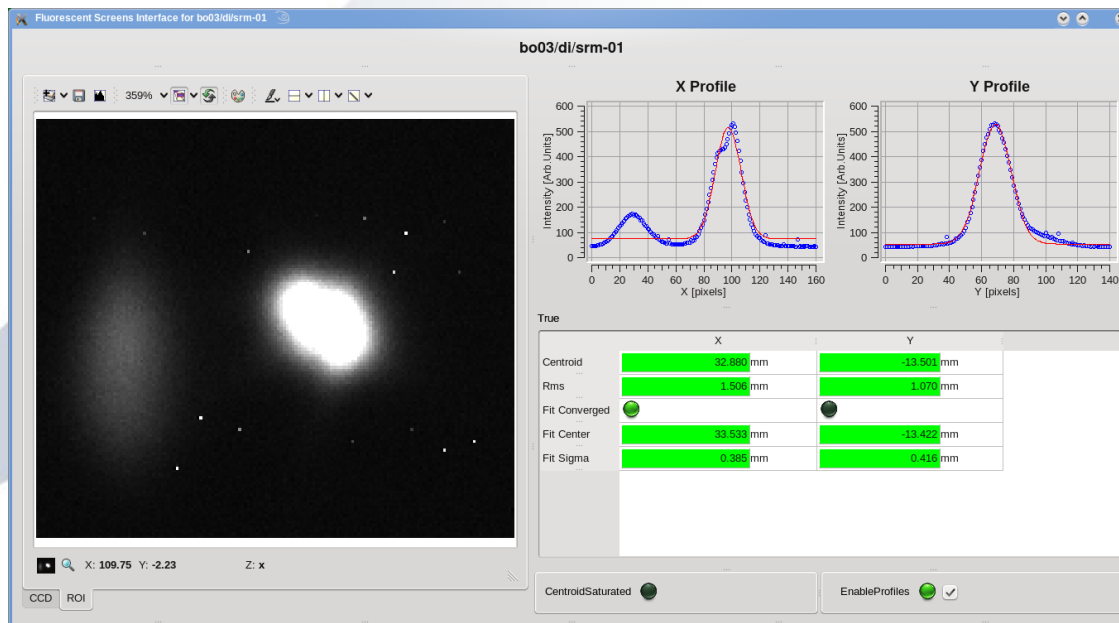 Fluorescent Screens Interface for bo03/di/srm-01
bo03/di/srm-01
359%
X Profile
Y Profile
Intensity [Arb.Units]
600
500
400
300
200
100
0
0 20 40 60 80 100 120 140 160
X [pixels]
Intensity [Arb.Units]
600
500
400
300
200
100
0
0 20 40 60 80 100 120 140
Y [pixels]
True
X Y
Centroid 32.880 mm -13.501 mm
Rms 1.506 mm 1.070 mm
Fit Converged
Fit Center 33.533 mm -13.422 mm
Fit Sigma 0.385 mm 0.416 mm
X: 109.75 Y: -2.23 Z: x
CCD ROI
CentroidSaturated
EnableProfiles